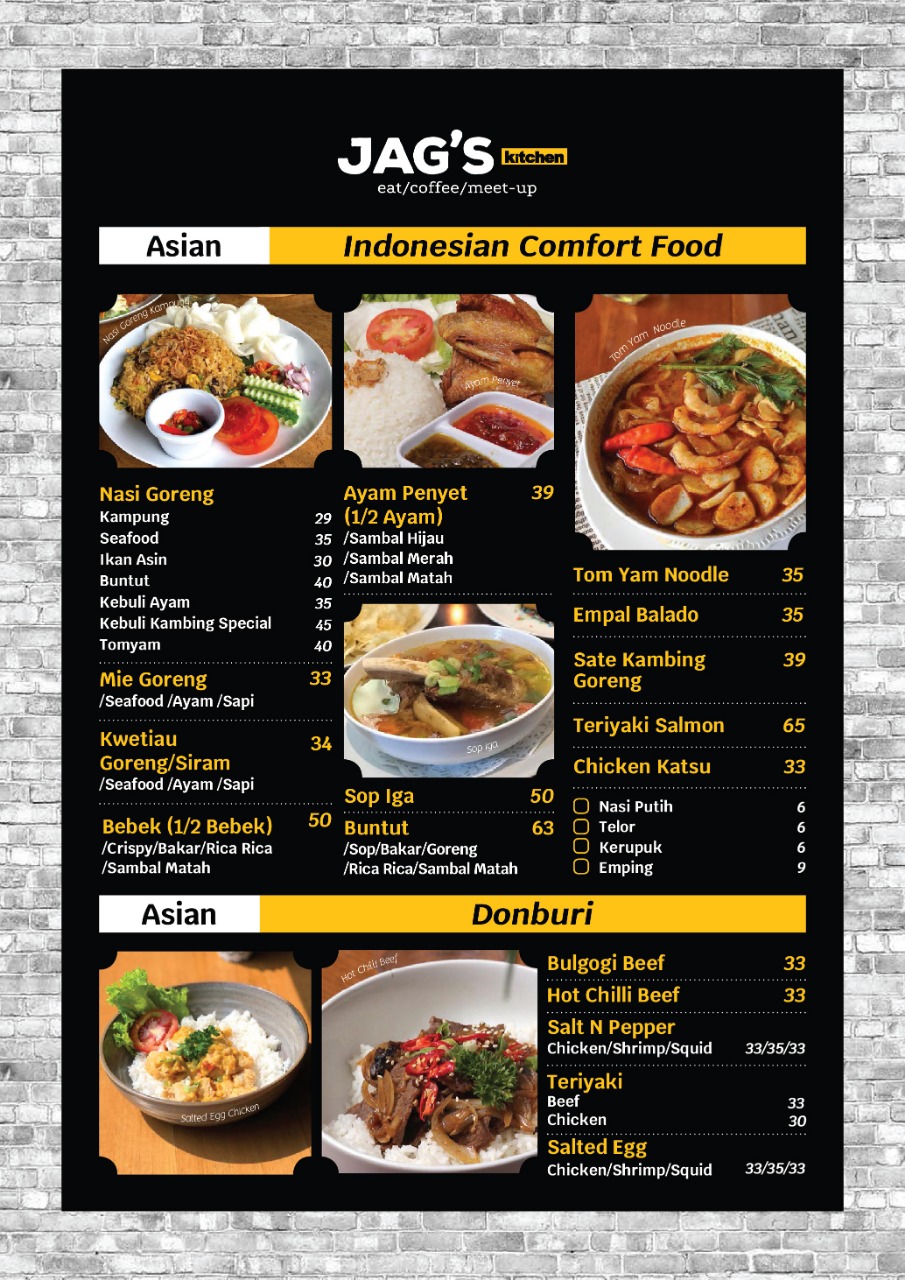 JAG'S kitchen
eat/coffee/meet-up
Asian Indonesian Comfort Food
Nasi Goreng Kampung
Ayam Penyet
Tom Yam Noodle
Nasi Goreng
Kampung 29
Seafood 35
Ikan Asin 30
Buntut 40
Kebuli Ayam 35
Kebuli Kambing Special 45
Tomyam 40
Mie Goreng 33
/Seafood /Ayam /Sapi
Kwetiau 34
Goreng/Siram
/Seafood /Ayam /Sapi
Bebek (1/2 Bebek) 50
/Crispy/Bakar/Rica Rica
/Sambal Matah
Ayam Penyet 39
(1/2 Ayam)
/Sambal Hijau
/Sambal Merah
/Sambal Matah
Sop iga
Sop Iga 50
Buntut 63
/Sop/Bakar/Goreng
/Rica Rica/Sambal Matah
Tom Yam Noodle 35
Empal Balado 35
Sate Kambing 39
Goreng
Teriyaki Salmon 65
Chicken Katsu 33
Nasi Putih 6
Telor 6
Kerupuk 6
Emping 9
Asian Donburi
Salted Egg Chicken
Hot Chilli Beef
Bulgogi Beef 33
Hot Chilli Beef 33
Salt N Pepper
Chicken/Shrimp/Squid 33/35/33
Teriyaki
Beef 33
Chicken 30
Salted Egg
Chicken/Shrimp/Squid 33/35/33